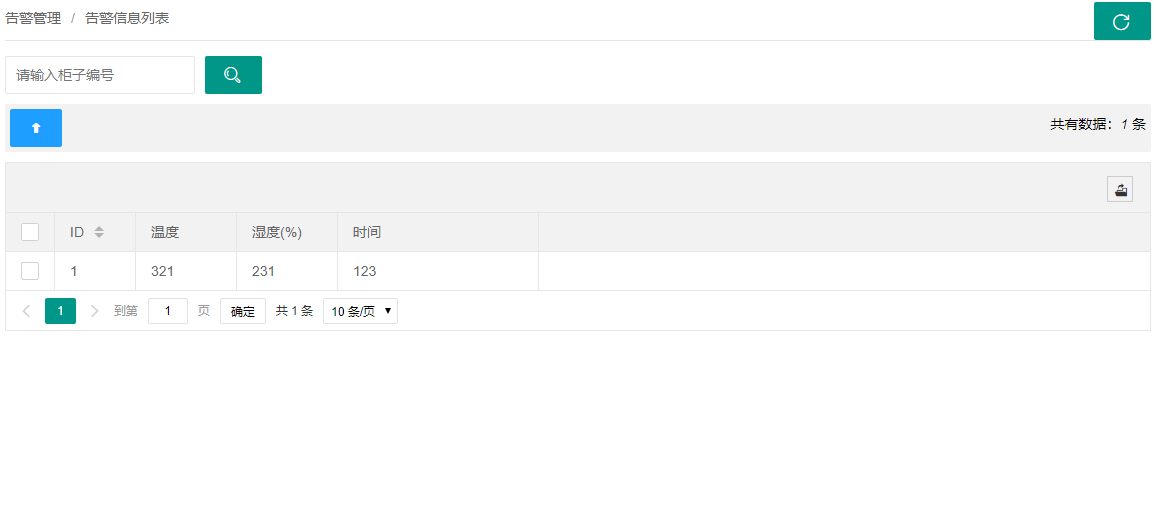 告警管理 / 告警信息列表
请输入柜子编号
共有数据：1 条
ID 温度 湿度(%) 时间
1 321 231 123
1 到第 1 页 确定 共 1 条 10 条/页